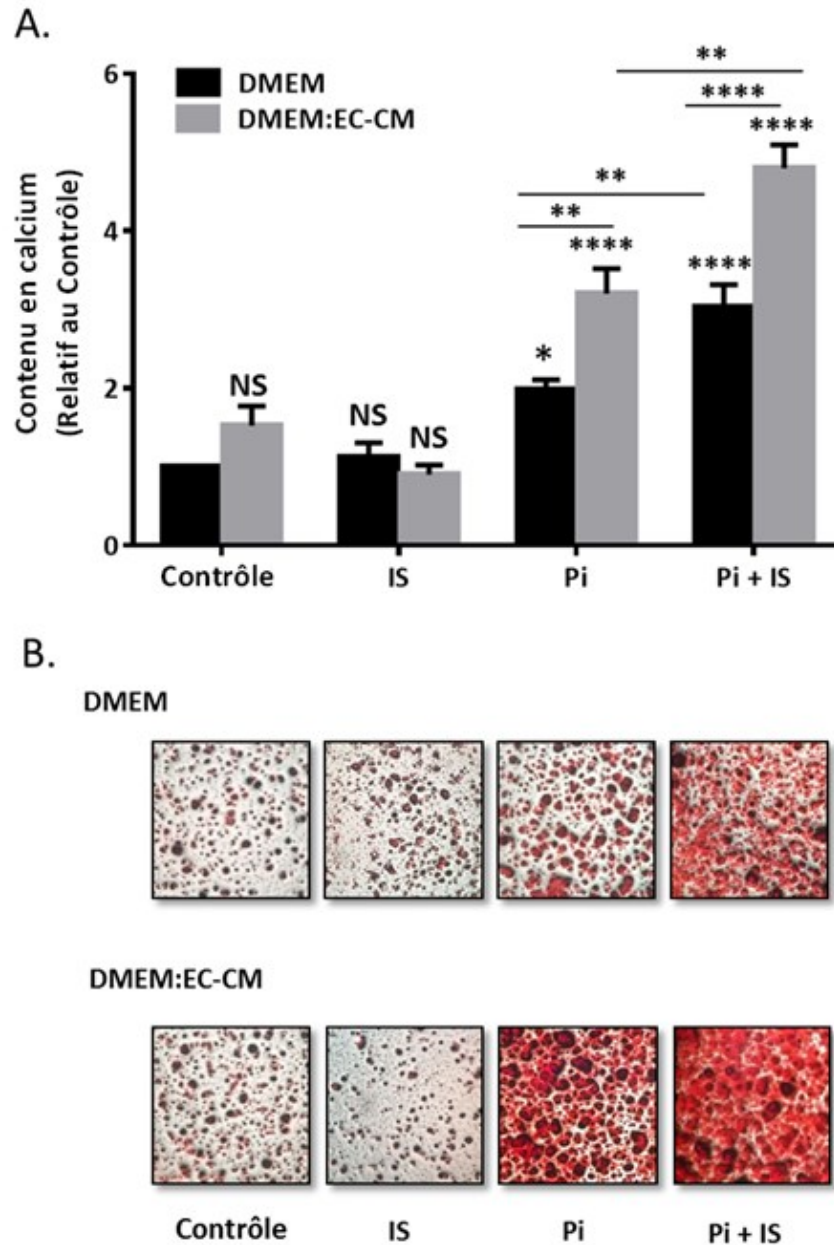 A.
DMEM
DMEM:EC-CM
Contenu en calcium
(Relatif au Contrôle)
6
4
2
0
NS
NS
NS
*
****
**
**
****
****
****
**
Contrôle
IS
Pi
Pi + IS
B.
DMEM
DMEM:EC-CM
Contrôle
IS
Pi
Pi + IS